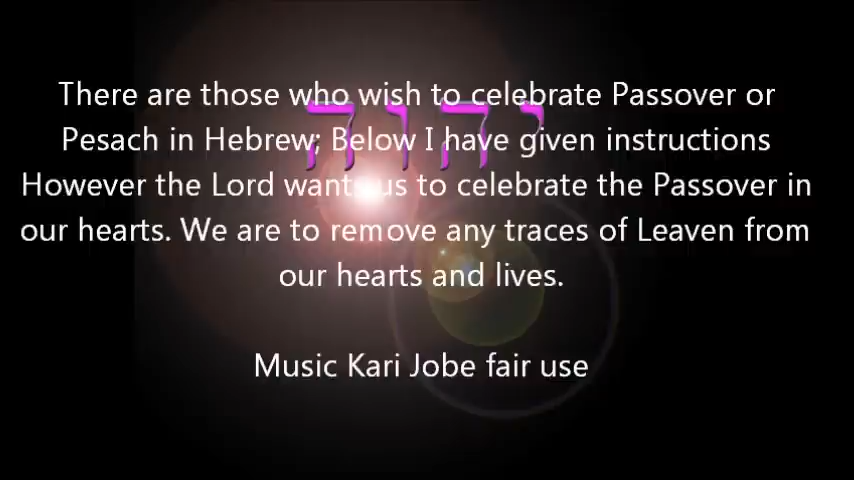 יהוה
There are those who wish to celebrate Passover or
Pesach in Hebrew; Below I have given instructions
However the Lord wants us to celebrate the Passover in
our hearts. We are to remove any traces of Leaven from
our hearts and lives.
Music Kari Jobe fair use